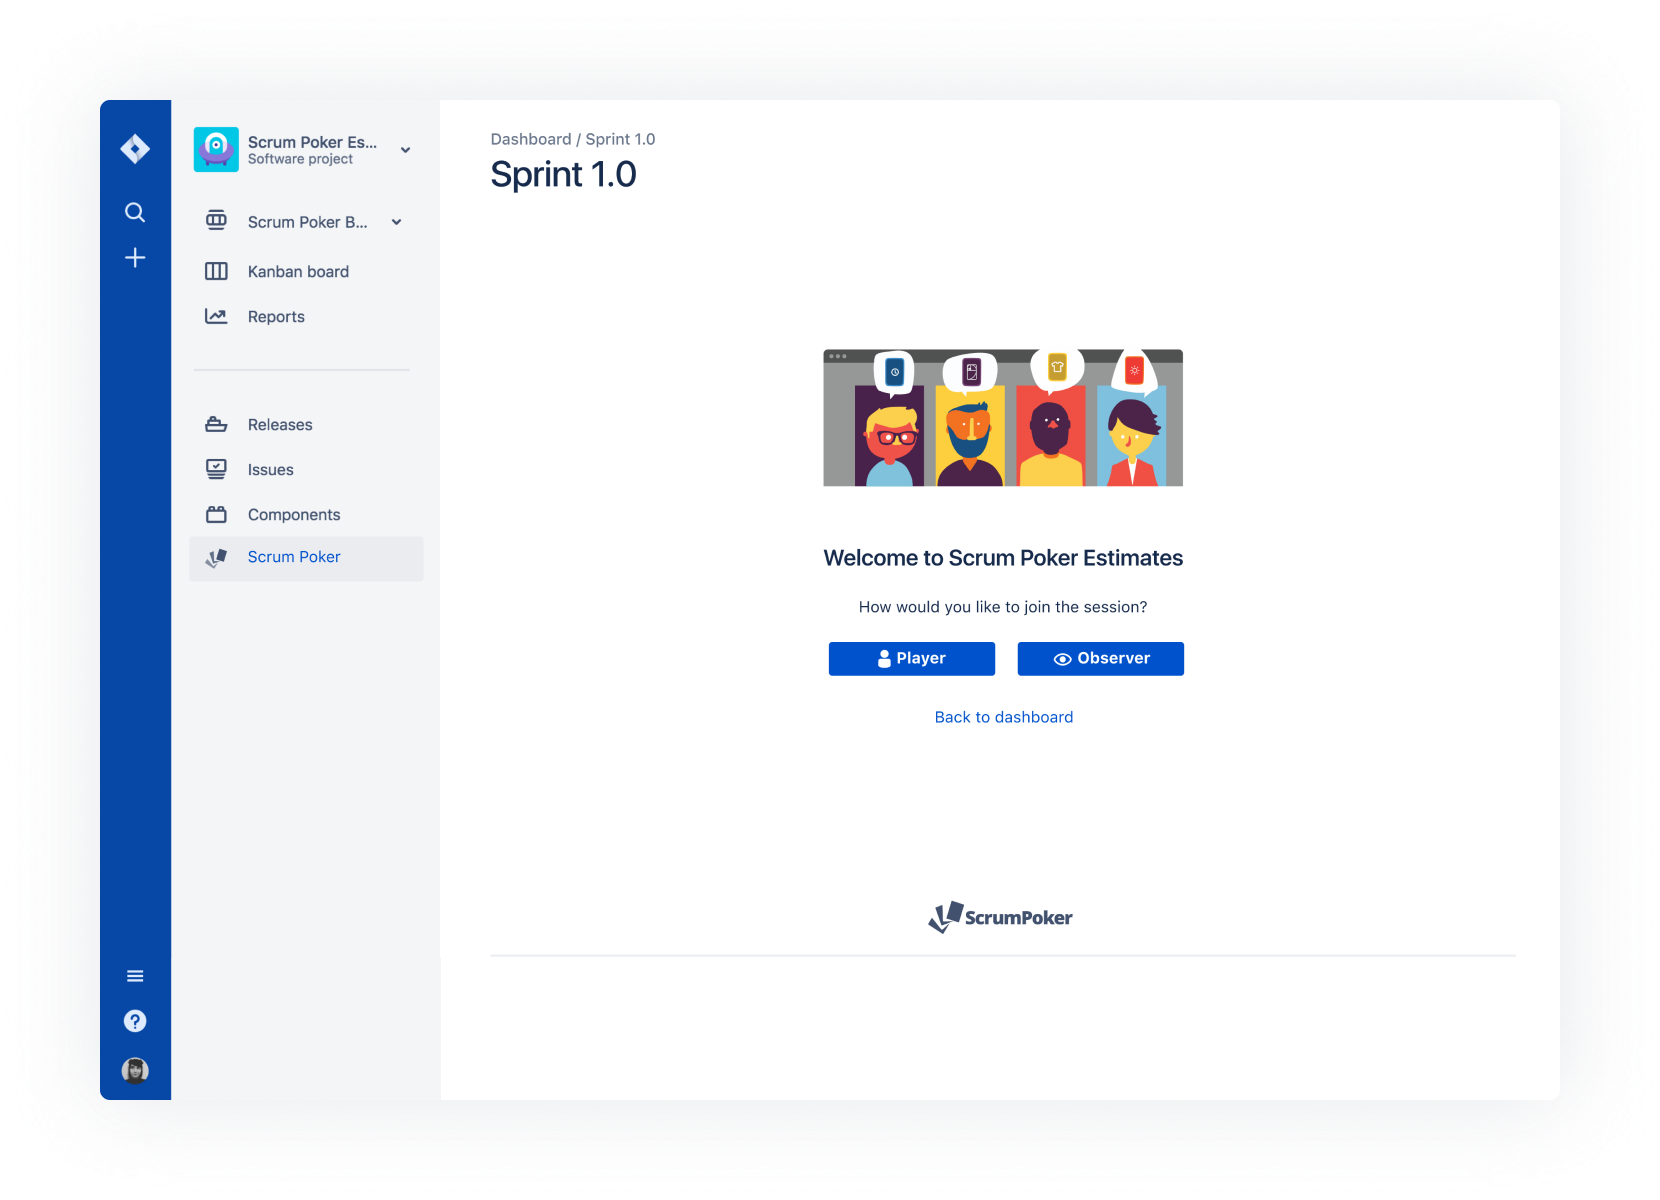 Scrum Poker Es...
Software project
Scrum Poker B...
Kanban board
Reports
Releases
Issues
Components
Scrum Poker
Dashboard / Sprint 1.0
Sprint 1.0
Welcome to Scrum Poker Estimates
How would you like to join the session?
Player
Observer
Back to dashboard
ScrumPoker